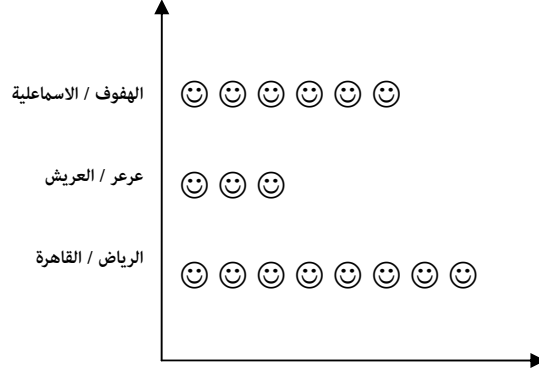 الهفوف / الاسماعلية
عرعر / العريش
الرياض / القاهرة